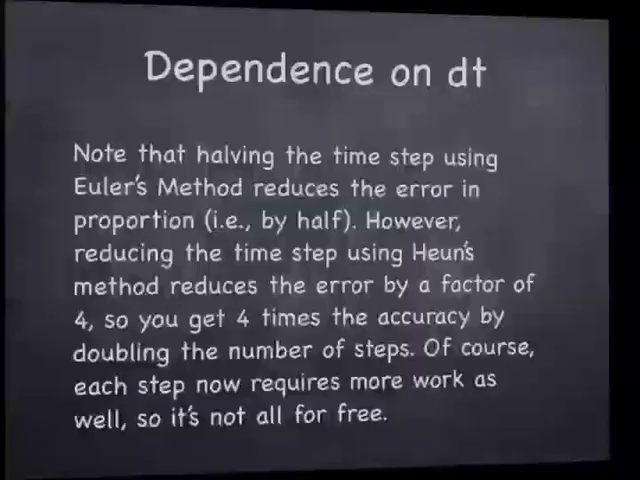 Dependence on dt
Note that halving the time step using
Euler's Method reduces the error in
proportion (i.e., by half). However,
reducing the time step using Heun's
method reduces the error by a factor of
4, so you get 4 times the accuracy by
doubling the number of steps. Of course,
each step now requires more work as
well, so it's not all for free.